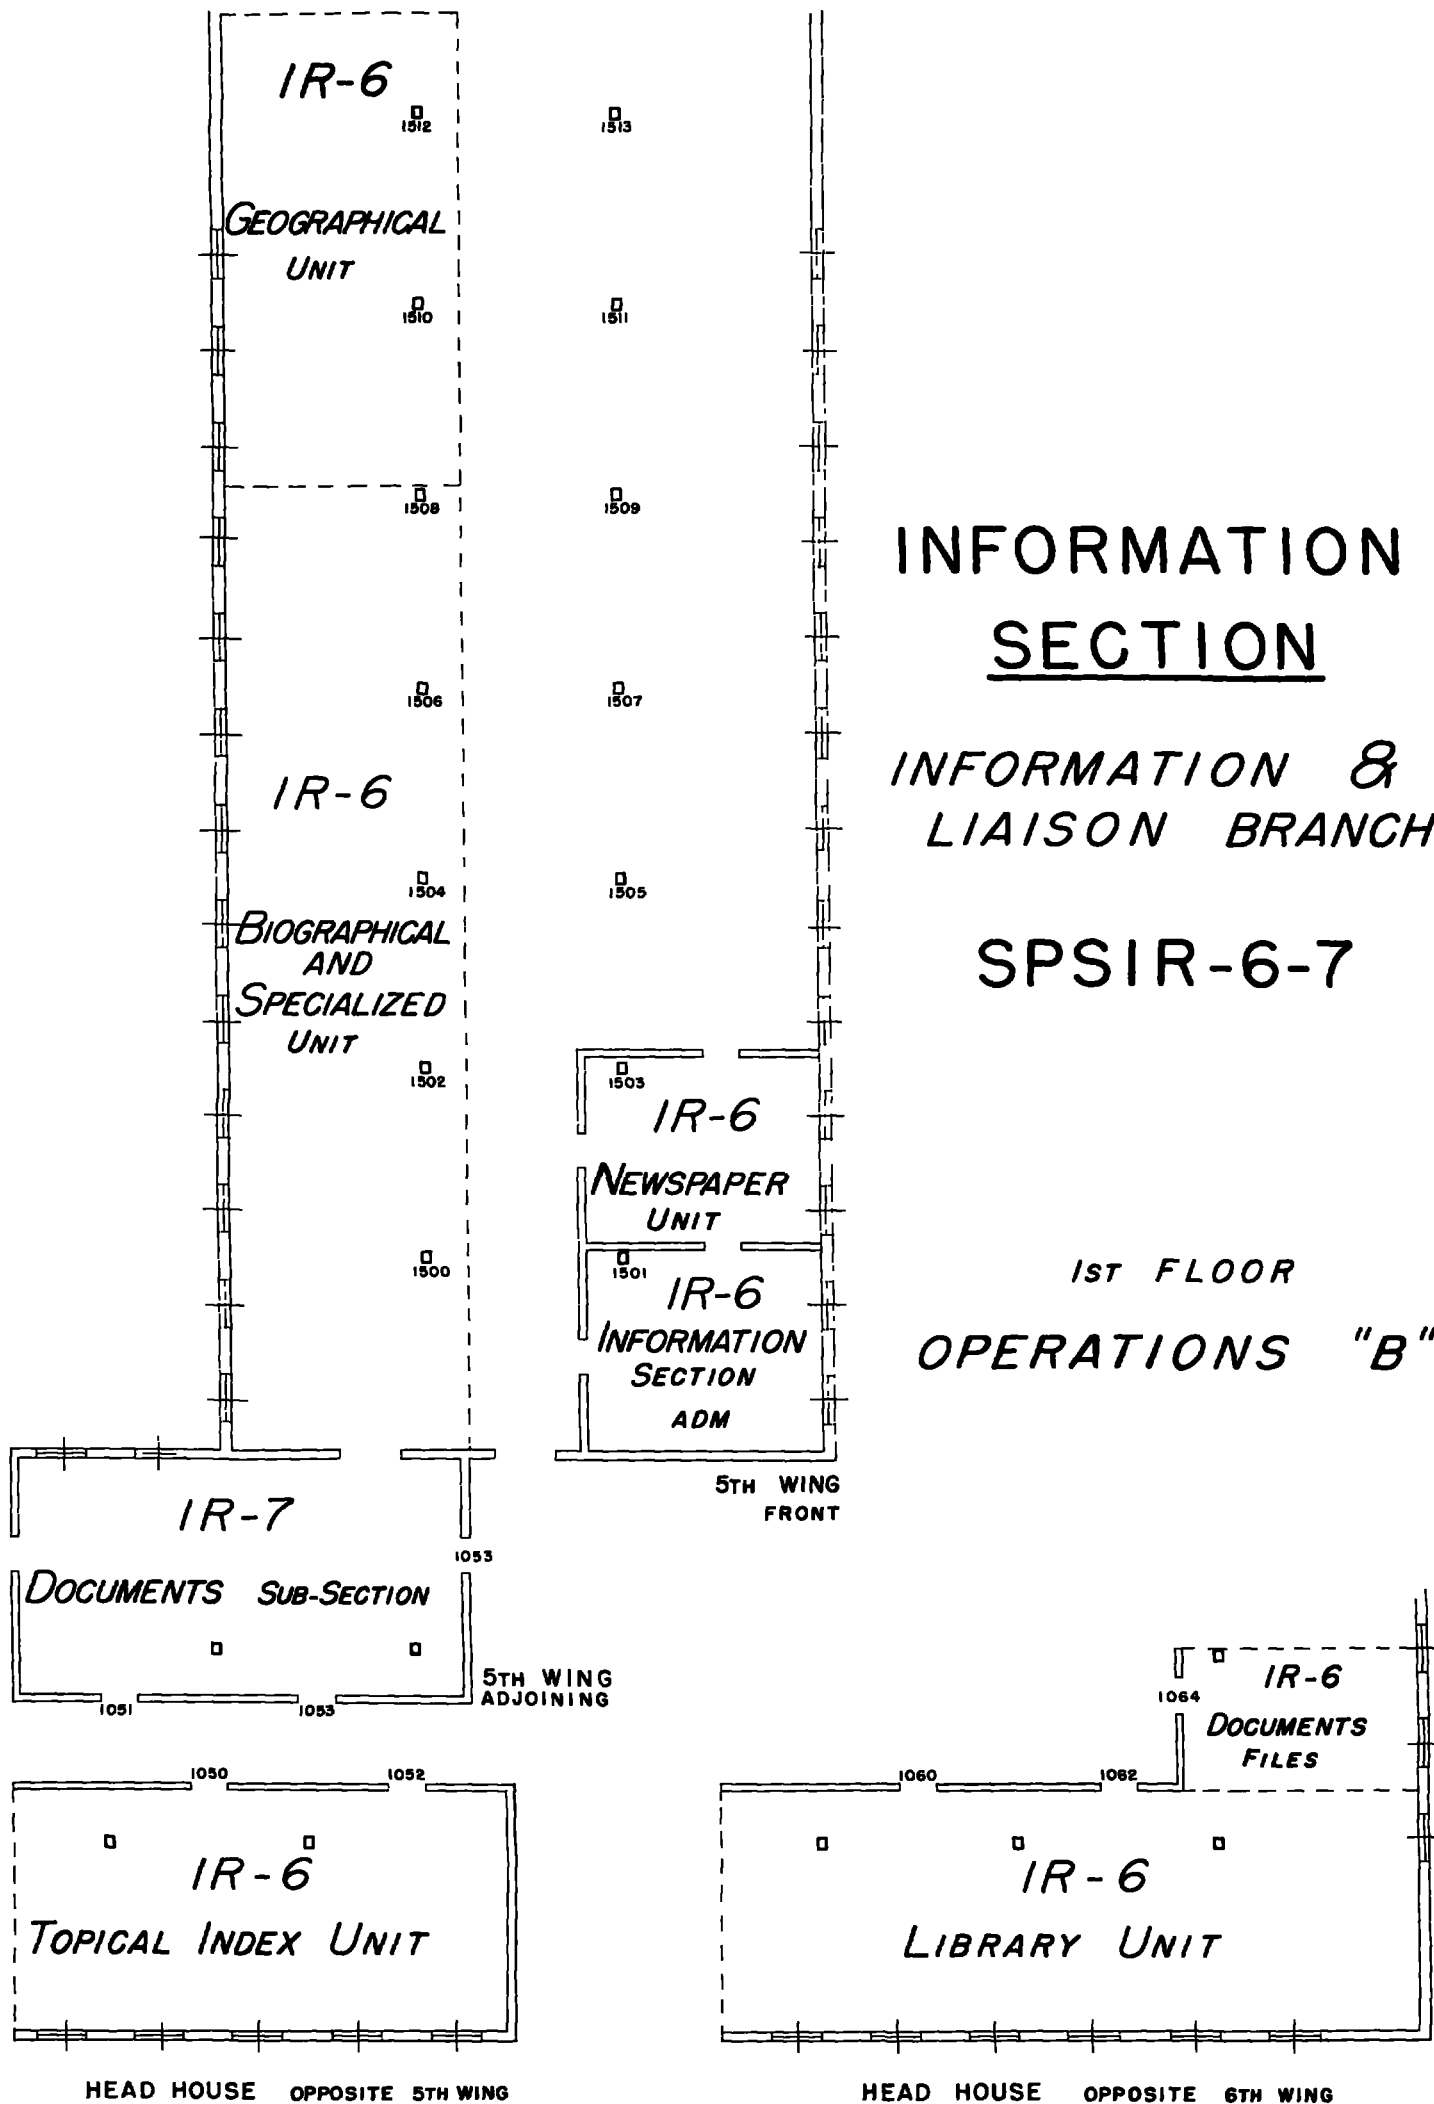 IR-6
1512
1513
GEOGRAPHICAL
UNIT
1510
1511
1508
1509
INFORMATION
SECTION
1506
1507
INFORMATION &
LIAISON BRANCH
IR-6
1504
1505
BIOGRAPHICAL
AND
SPECIALIZED
UNIT
SPSIR-6-7
1502
1503
IR-6
NEWSPAPER
UNIT
1500
1501
IR-6
INFORMATION
SECTION
ADM
1ST FLOOR
OPERATIONS "B"
5TH WING
FRONT
IR-7
1053
DOCUMENTS SUB-SECTION
5TH WING
ADJOINING
1051
1053
1064
IR-6
DOCUMENTS
FILES
1050
1052
1060
1062
IR-6
TOPICAL INDEX UNIT
IR-6
LIBRARY UNIT
HEAD HOUSE OPPOSITE 5TH WING
HEAD HOUSE OPPOSITE 6TH WING